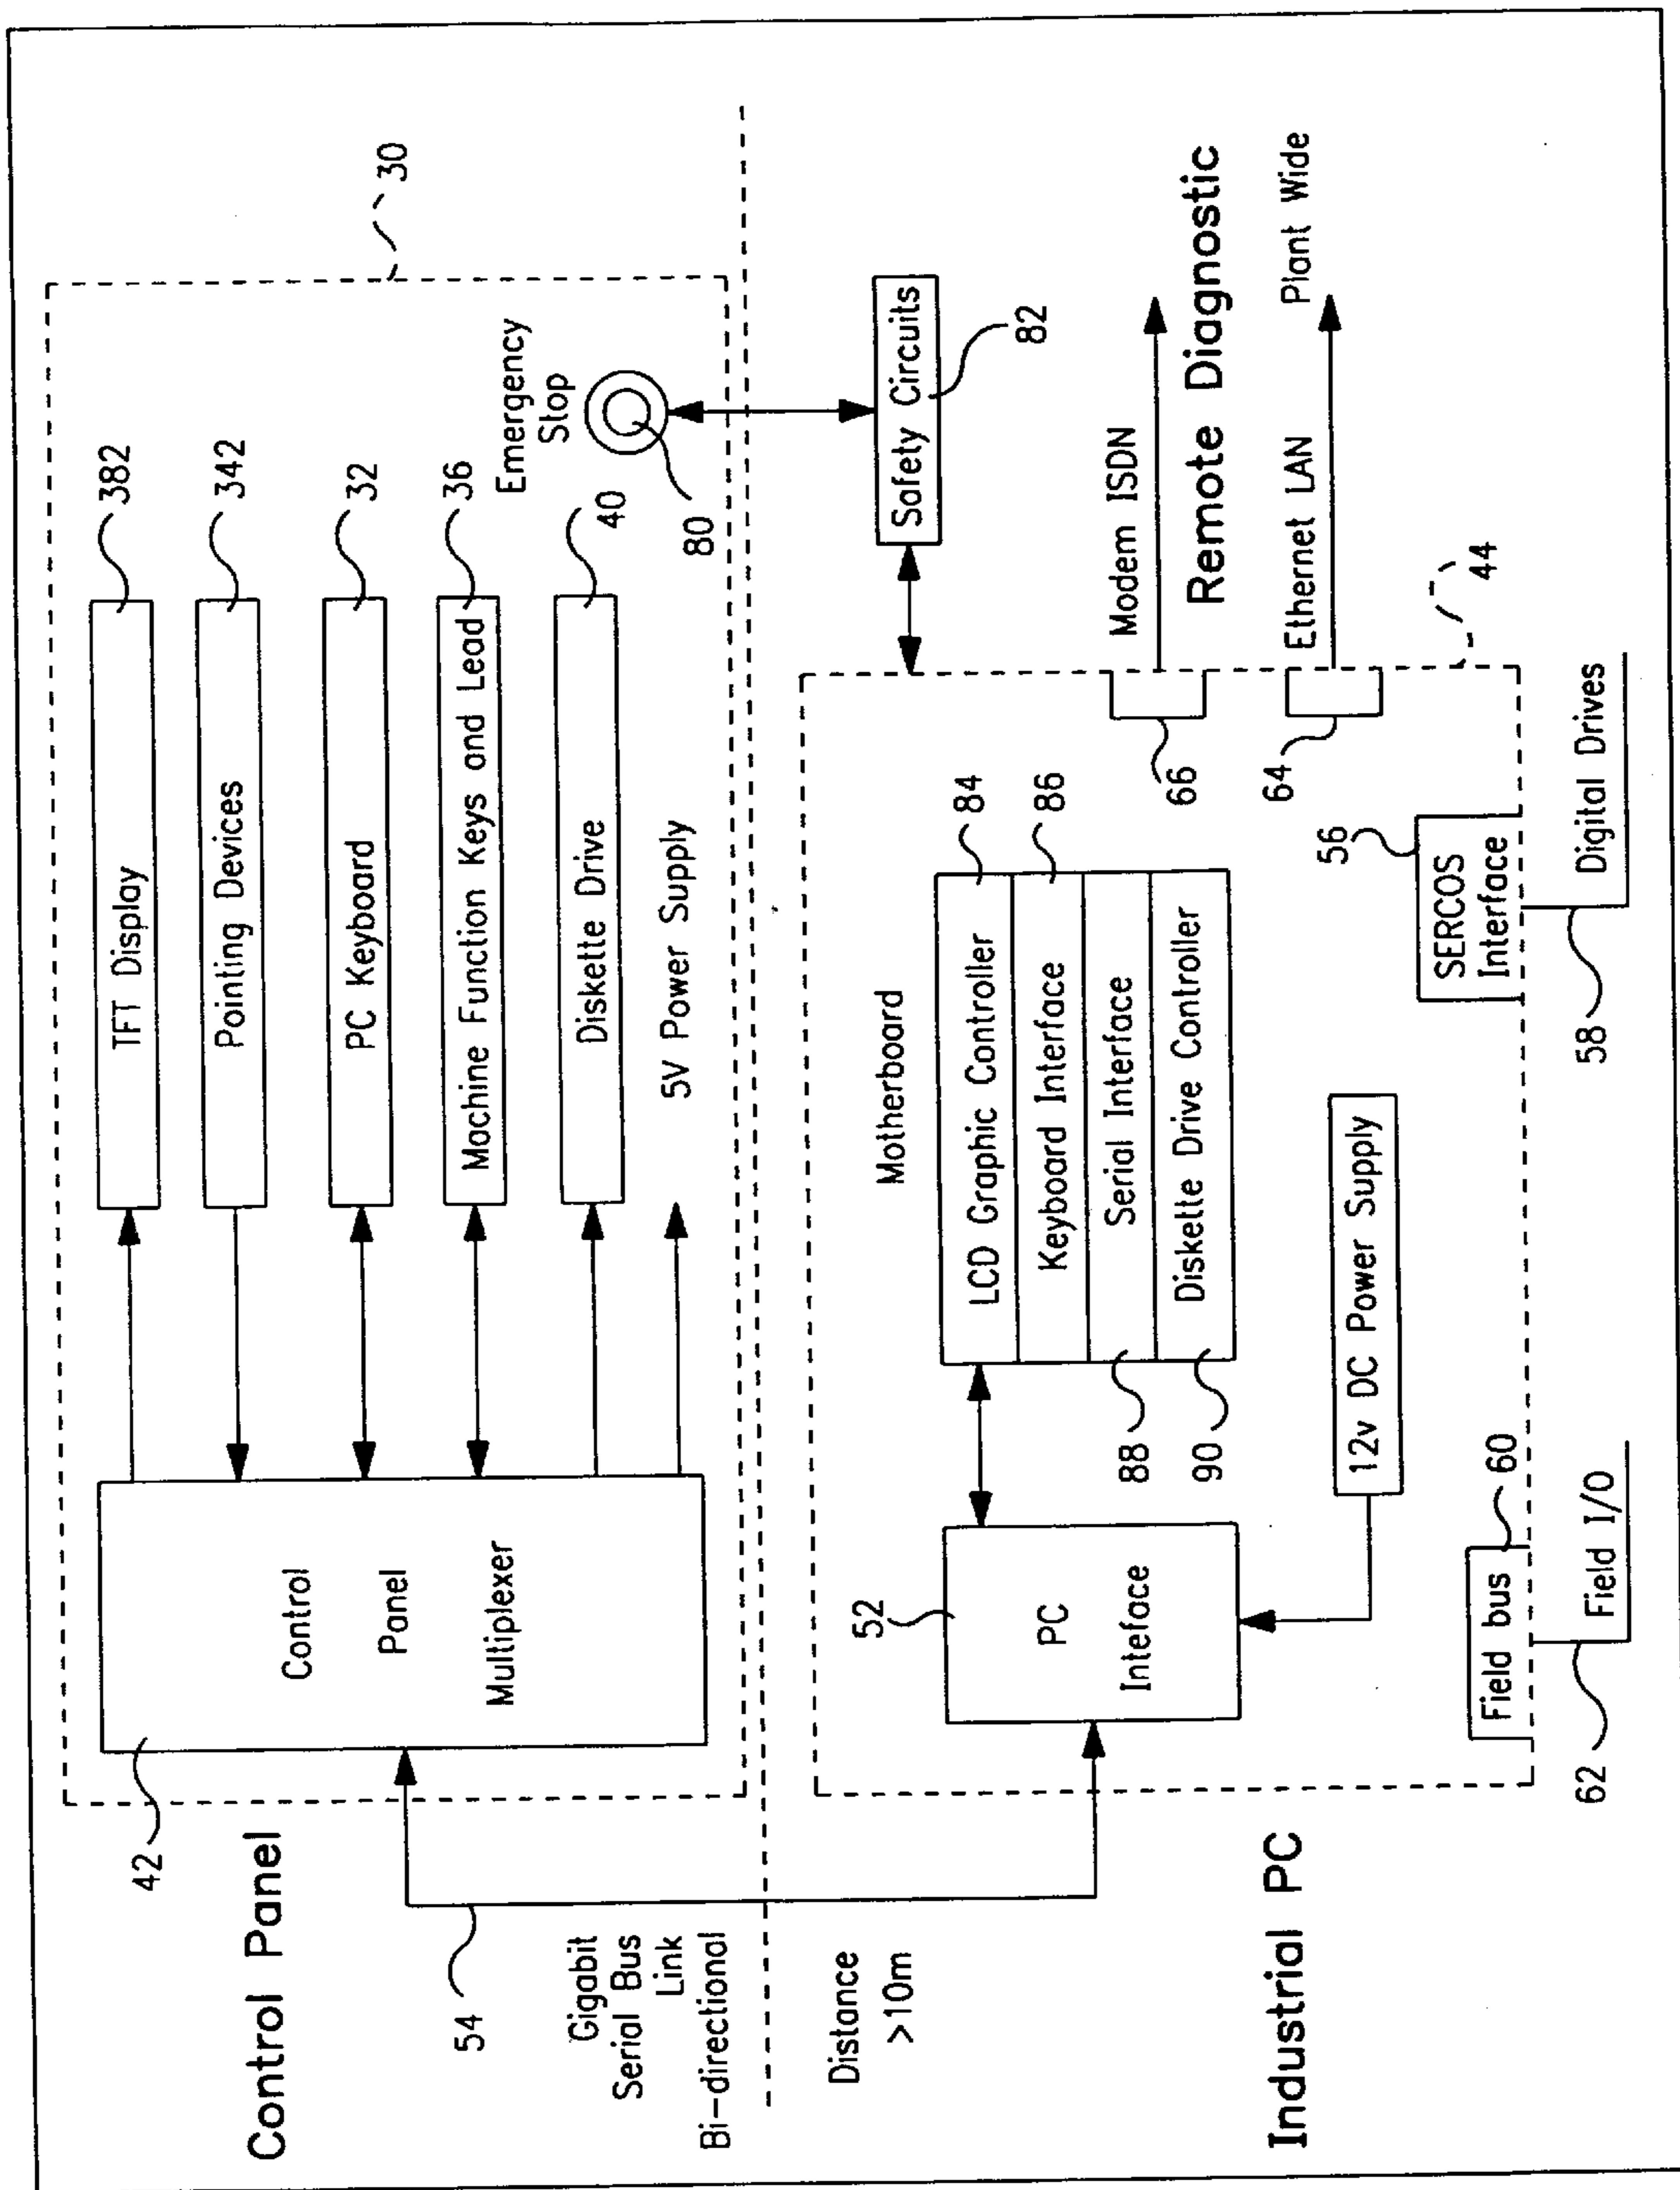 Control Panel
30
42
Control
Panel
Multiplexer
TFT Display
382
Pointing Devices
342
PC Keyboard
32
Machine Function Keys and Lead
36
Diskette Drive
40
5V Power Supply
Emergency
Stop
80
54
Gigabit
Serial Bus
Link
Bi-directional
Distance
>10m
Safety Circuits
82
Industrial PC
44
52
PC
Inteface
Motherboard
LCD Graphic Controller
84
Keyboard Interface
86
Serial Interface
88
Diskette Drive Controller
90
12v DC Power Supply
Modem ISDN
66
Remote Diagnostic
Ethernet LAN
Plant Wide
64
56
SERCOS
Interface
58
Digital Drives
Field bus
60
62
Field I/O